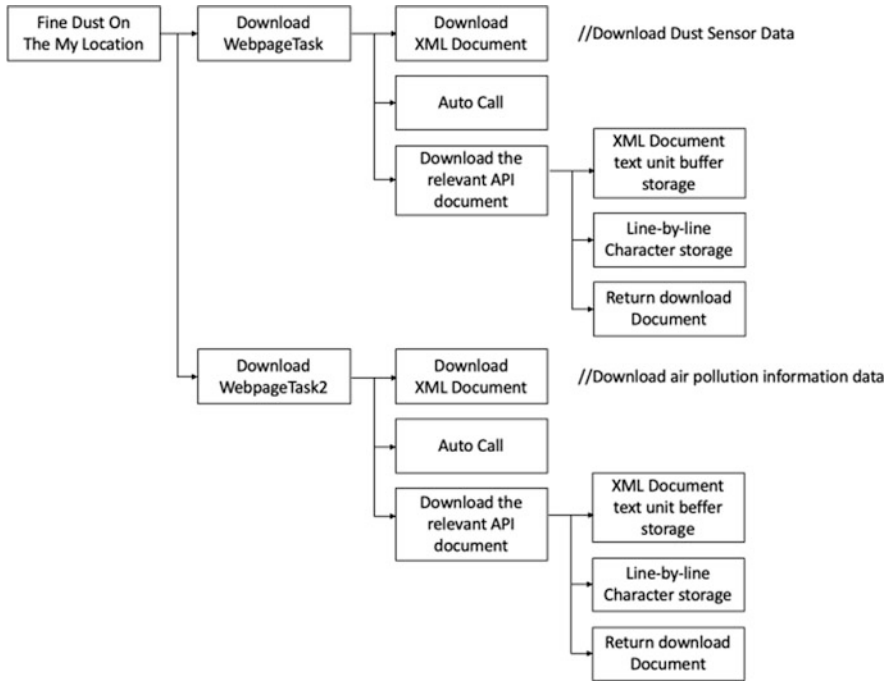 Fine Dust On
The My Location
Download
WebpageTask
Download
XML Document
//Download Dust Sensor Data
Auto Call
Download the
relevant API
document
XML Document
text unit buffer
storage
Line-by-line
Character storage
Return download
Document
Download
WebpageTask2
Download
XML Document
//Download air pollution information data
Auto Call
Download the
relevant API
document
XML Document
text unit beffer
storage
Line-by-line
Character storage
Return download
Document